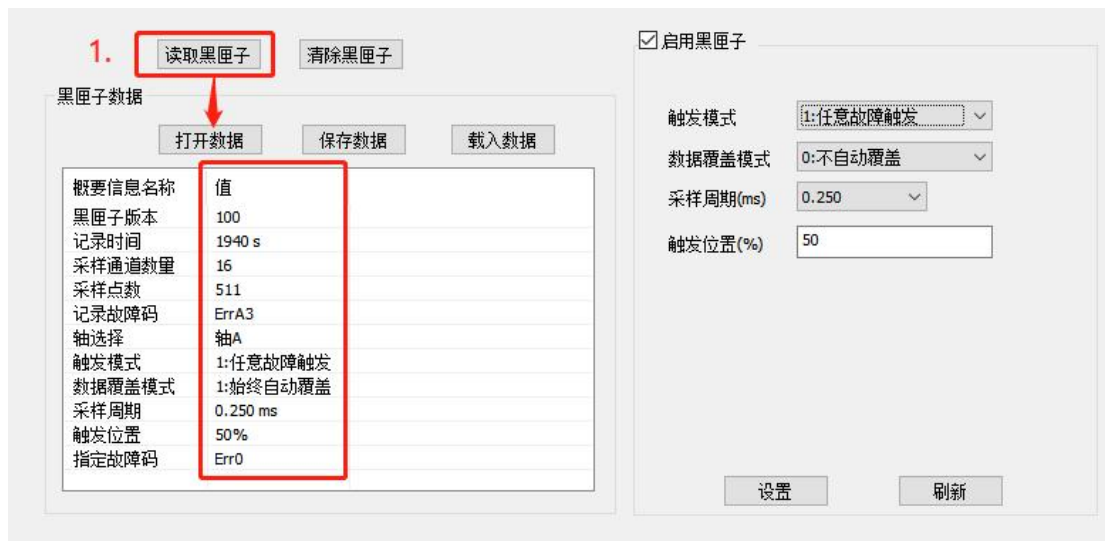 1. 读取黑匣子 清除黑匣子
黑匣子数据
打开数据 保存数据 载入数据
概要信息名称 值
黑匣子版本 100
记录时间 1940 s
采样通道数量 16
采样点数 511
记录故障码 ErrA3
轴选择 轴A
触发模式 1:任意故障触发
数据覆盖模式 1:始终自动覆盖
采样周期 0.250 ms
触发位置 50%
指定故障码 Err0
启用黑匣子
触发模式 1:任意故障触发
数据覆盖模式 0:不自动覆盖
采样周期(ms) 0.250
触发位置(%) 50
设置 刷新